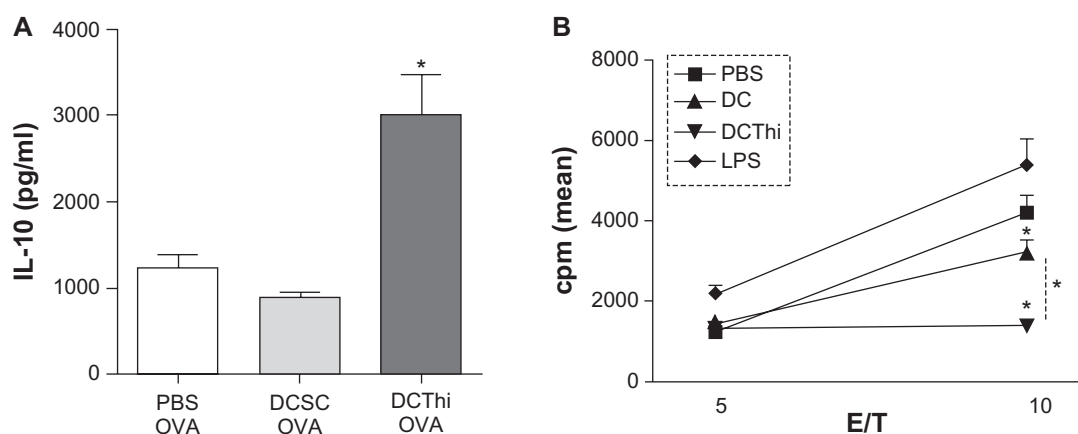 A
IL-10 (pg/ml)
4000
3000
2000
1000
0
*
PBS
OVA
DCSC
OVA
DCThi
OVA
B
cpm (mean)
8000
6000
4000
2000
0
PBS
DC
DCThi
LPS
*
*
*
5
10
E/T